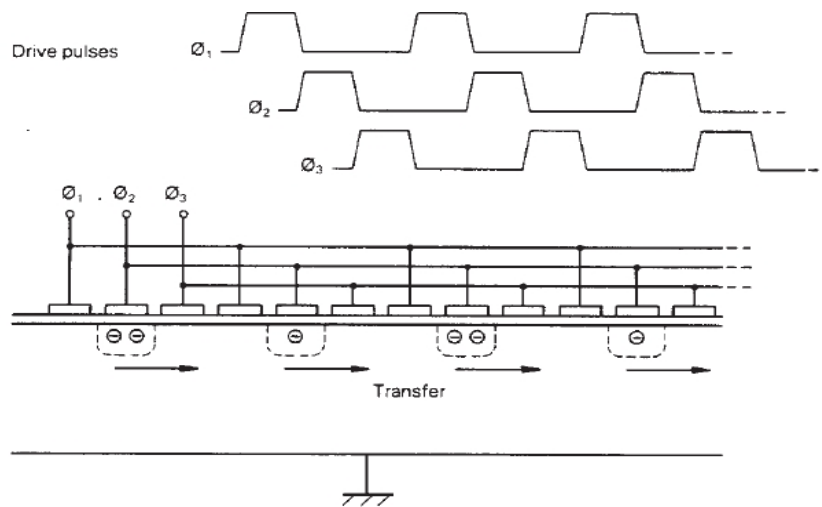 Drive pulses Ø1
Ø2
Ø3
Ø1 . Ø2 Ø3
⊖ ⊖ ⊖ ⊖ ⊖ ⊖
Transfer